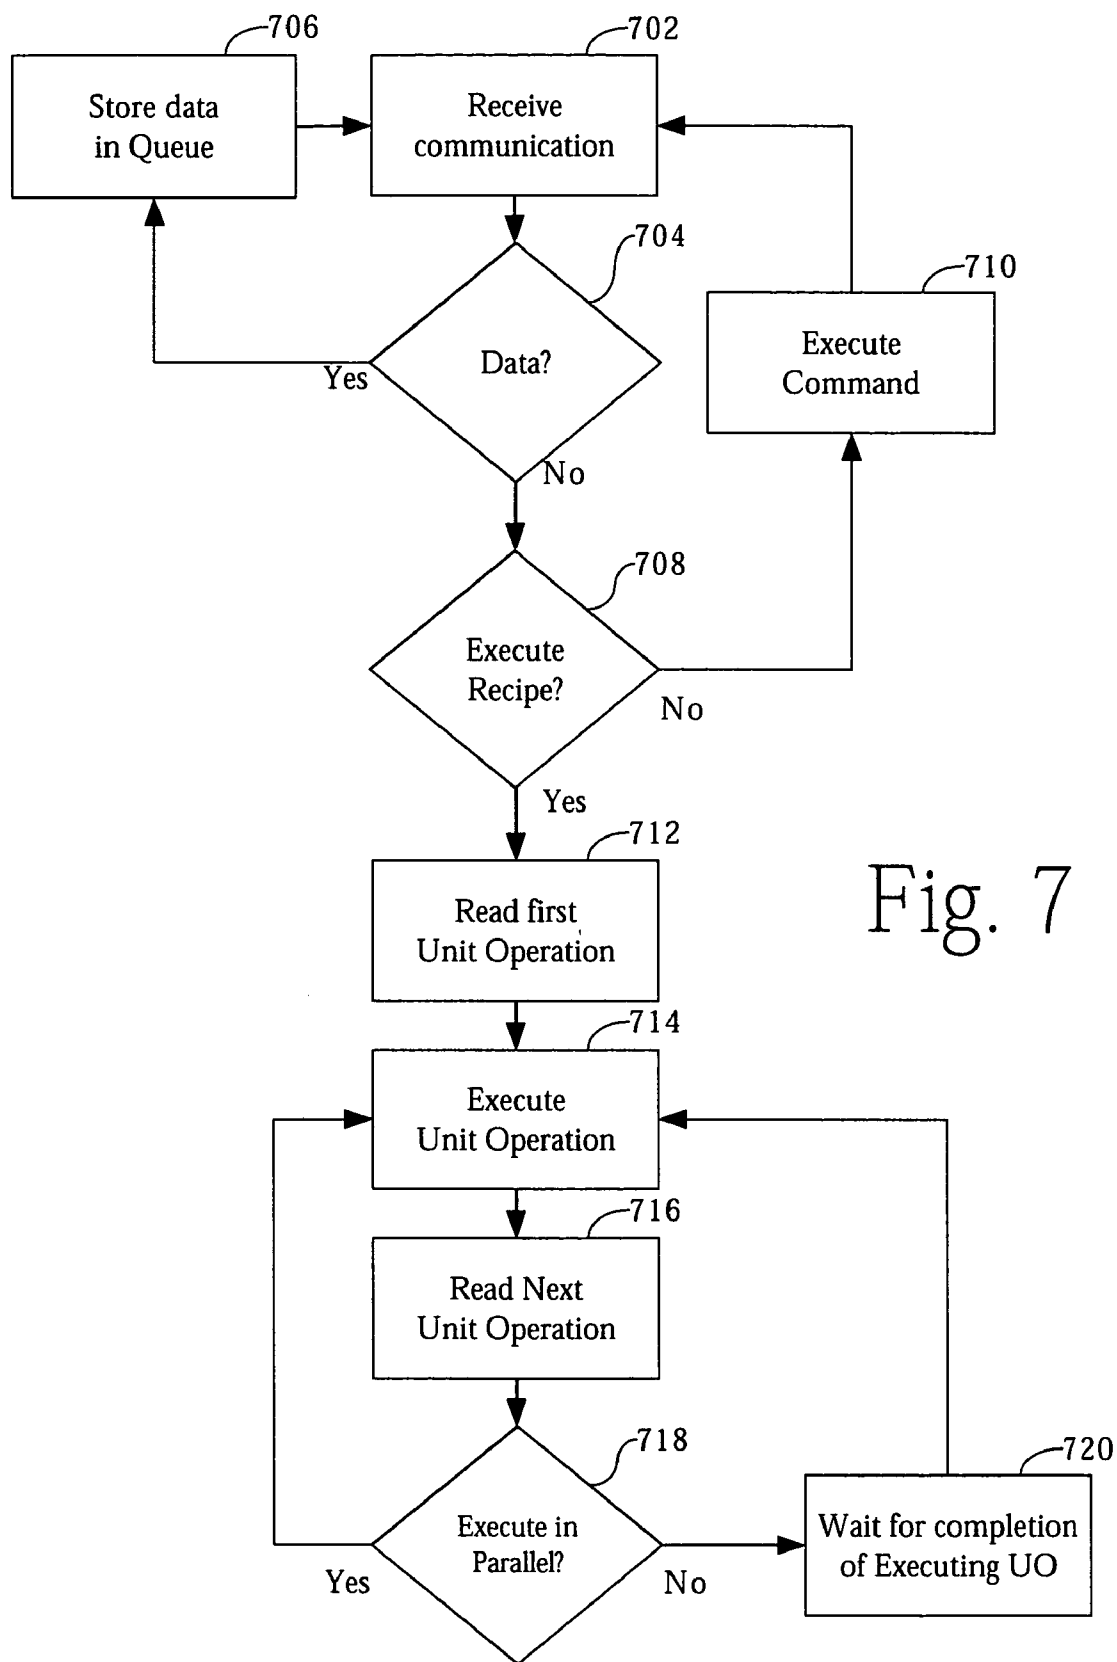 706
702
Store data
in Queue
Receive
communication
704
710
Data?
Yes
Execute
Command
No
708
Execute
Recipe?
No
Yes
712
Read first
Unit Operation
Fig. 7
714
Execute
Unit Operation
716
Read Next
Unit Operation
718
720
Execute in
Parallel?
Yes
No
Wait for completion
of Executing UO